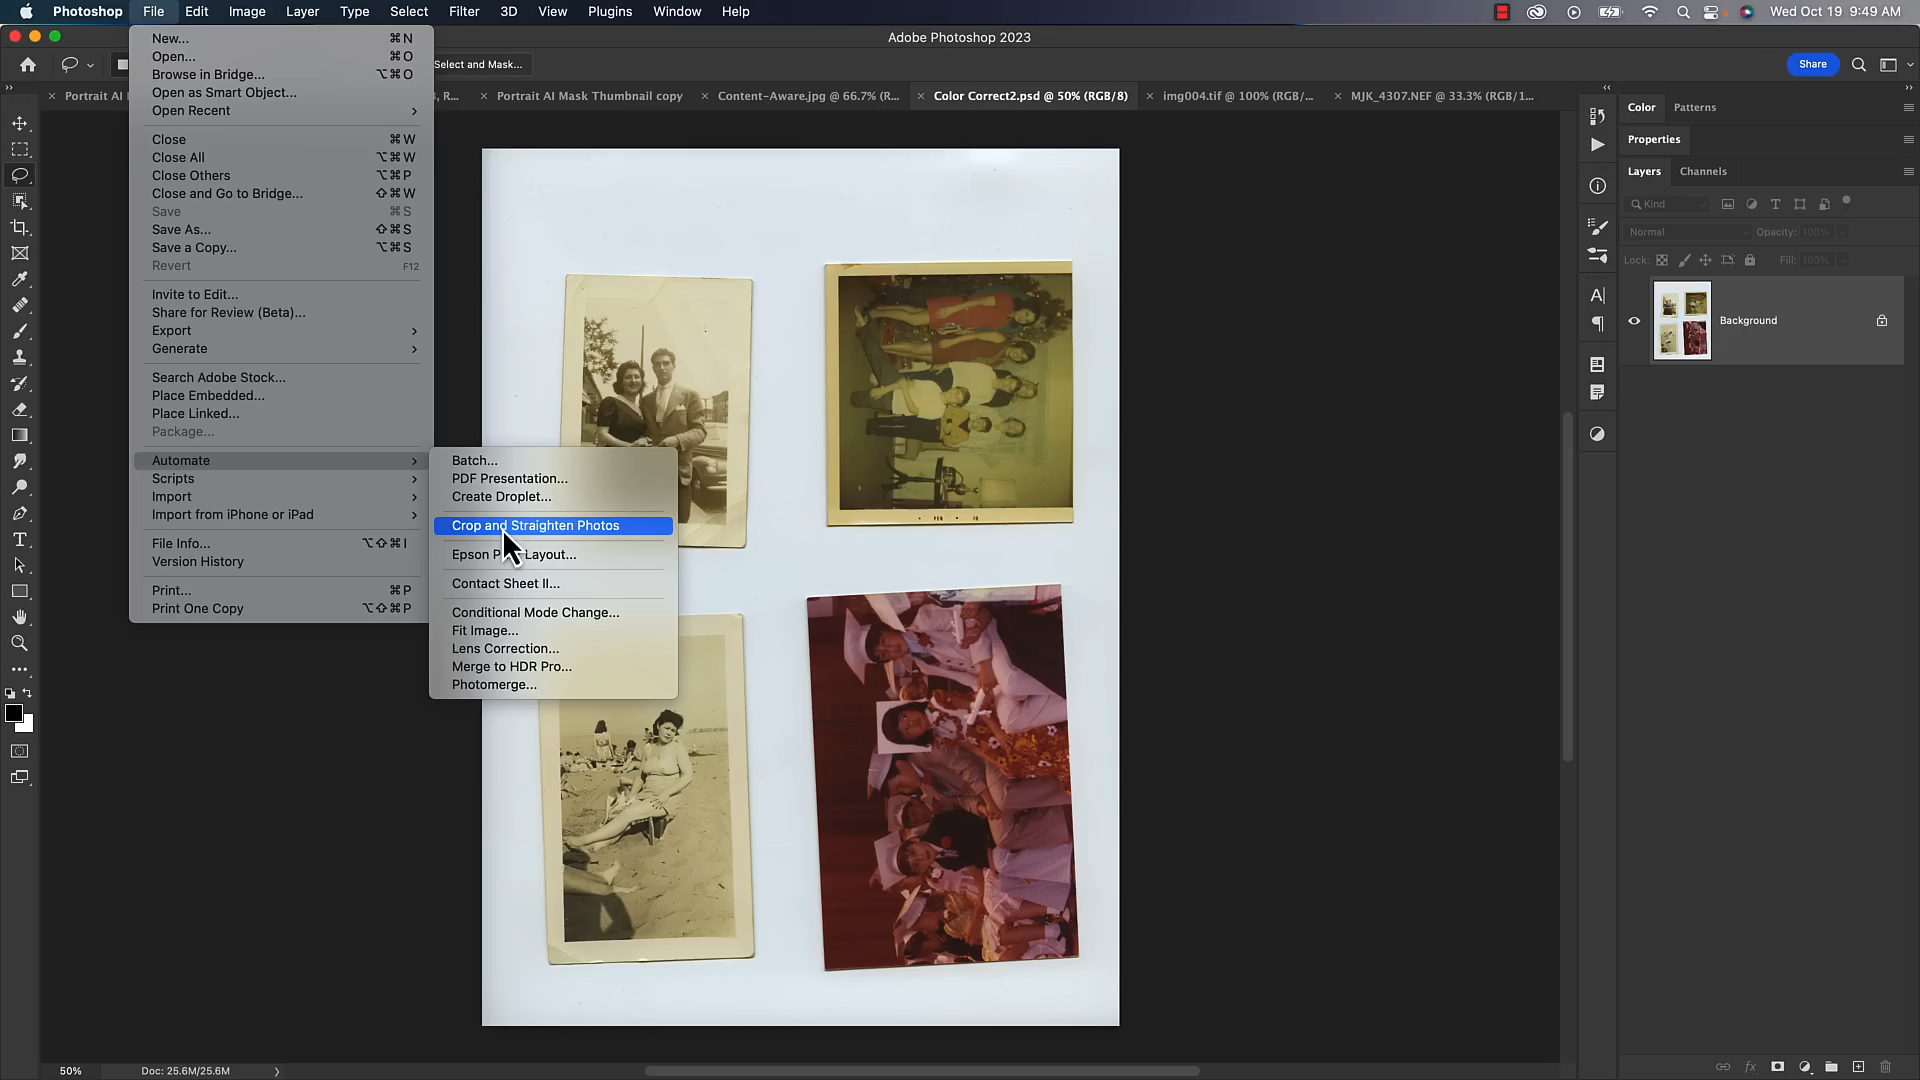 Photoshop File Edit Image Layer Type Select Filter 3D View Plugins Window Help Wed Oct 19 9:49 AM
Adobe Photoshop 2023
Select and Mask... Share
Portrait AI , R... Portrait AI Mask Thumbnail copy Content-Aware.jpg @ 66.7% (R... Color Correct2.psd @ 50% (RGB/8) img004.tif @ 100% (RGB/... MJK_4307.NEF @ 33.3% (RGB/1...
New... ⌘N
Open... ⌘O
Browse in Bridge... ⌥⌘O
Open as Smart Object...
Open Recent
Close ⌘W
Close All ⌥⌘W
Close Others ⌥⌘P
Close and Go to Bridge... ⇧⌘W
Save ⌘S
Save As... ⇧⌘S
Save a Copy... ⌥⌘S
Revert F12
Invite to Edit...
Share for Review (Beta)...
Export
Generate
Search Adobe Stock...
Place Embedded...
Place Linked...
Package...
Automate
Scripts
Import
Import from iPhone or iPad
File Info... ⌥⇧⌘I
Version History
Print... ⌘P
Print One Copy ⌥⇧⌘P
Batch...
PDF Presentation...
Create Droplet...
Crop and Straighten Photos
Epson Layout...
Contact Sheet II...
Conditional Mode Change...
Fit Image...
Lens Correction...
Merge to HDR Pro...
Photomerge...
Color Patterns
Properties
Layers Channels
Kind
Normal Opacity: 100%
Lock: Fill: 100%
Background
50% Doc: 25.6M/25.6M